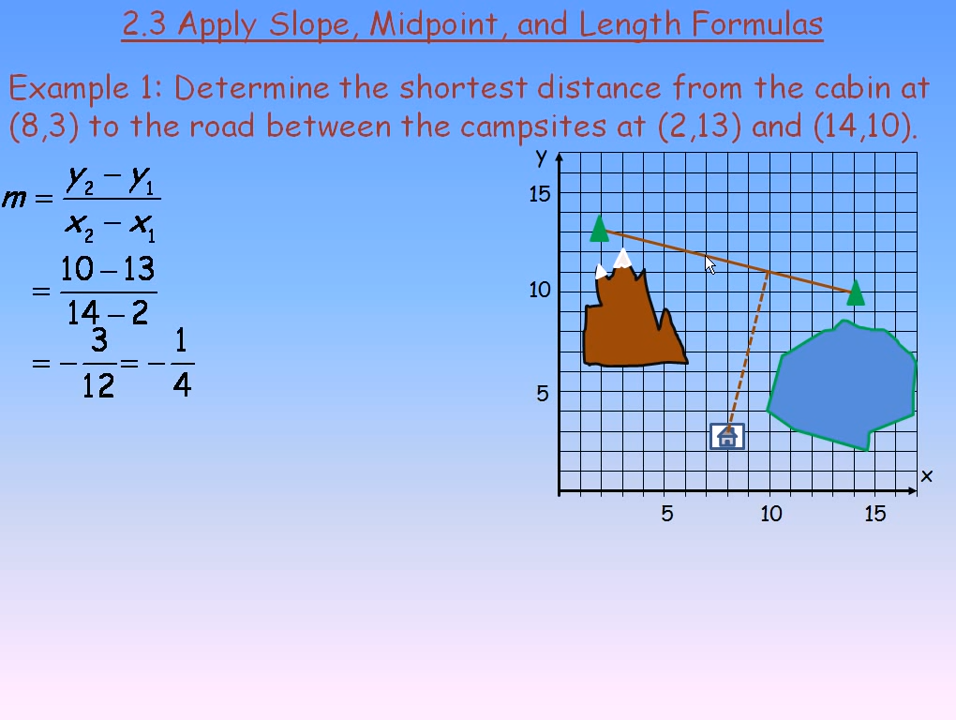 2.3 Apply Slope, Midpoint, and Length Formulas
Example 1: Determine the shortest distance from the cabin at
(8,3) to the road between the campsites at (2,13) and (14,10).
m = (y₂ − y₁)/(x₂ − x₁)
= (10 − 13)/(14 − 2)
= − 3/12 = − 1/4
y
15
10
5
x
5 10 15